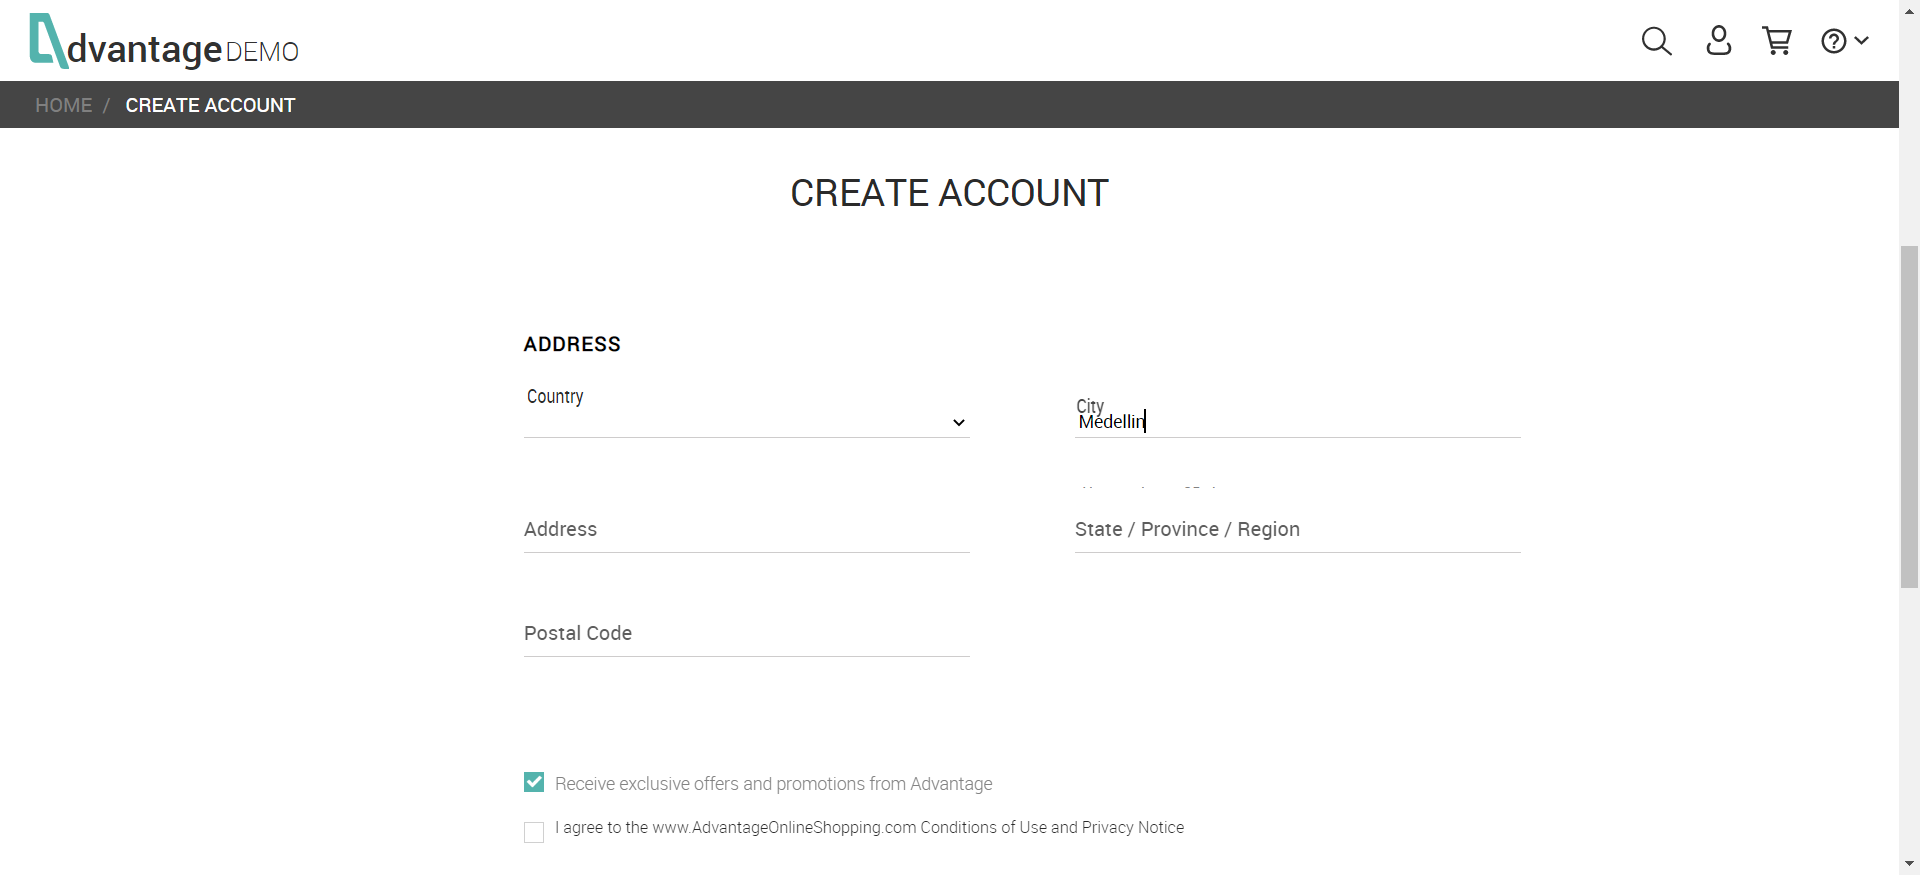 dvantage DEMO
HOME / CREATE ACCOUNT
CREATE ACCOUNT
ADDRESS
Country
City
Medellin
Address
State / Province / Region
Postal Code
Receive exclusive offers and promotions from Advantage
I agree to the www.AdvantageOnlineShopping.com Conditions of Use and Privacy Notice